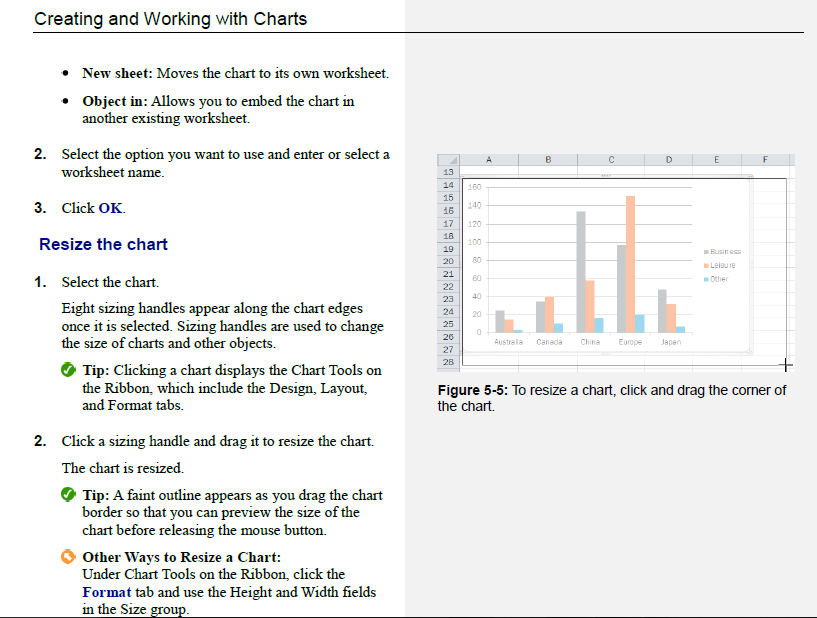 Creating and Working with Charts
• New sheet: Moves the chart to its own worksheet.
• Object in: Allows you to embed the chart in
another existing worksheet.
2. Select the option you want to use and enter or select a
worksheet name.
3. Click OK.
Resize the chart
1. Select the chart.
Eight sizing handles appear along the chart edges
once it is selected. Sizing handles are used to change
the size of charts and other objects.
Tip: Clicking a chart displays the Chart Tools on
the Ribbon, which include the Design, Layout,
and Format tabs.
2. Click a sizing handle and drag it to resize the chart.
The chart is resized.
Tip: A faint outline appears as you drag the chart
border so that you can preview the size of the
chart before releasing the mouse button.
Other Ways to Resize a Chart:
Under Chart Tools on the Ribbon, click the
Format tab and use the Height and Width fields
in the Size group.
A B C D E F
13
14
15
16
17
18
19
20
21
22
23
24
25
26
27
28
160
140
120
100
80
60
40
20
0
Australia Canada China Europe Japan
Business
Leisure
Other
Figure 5-5: To resize a chart, click and drag the corner of
the chart.